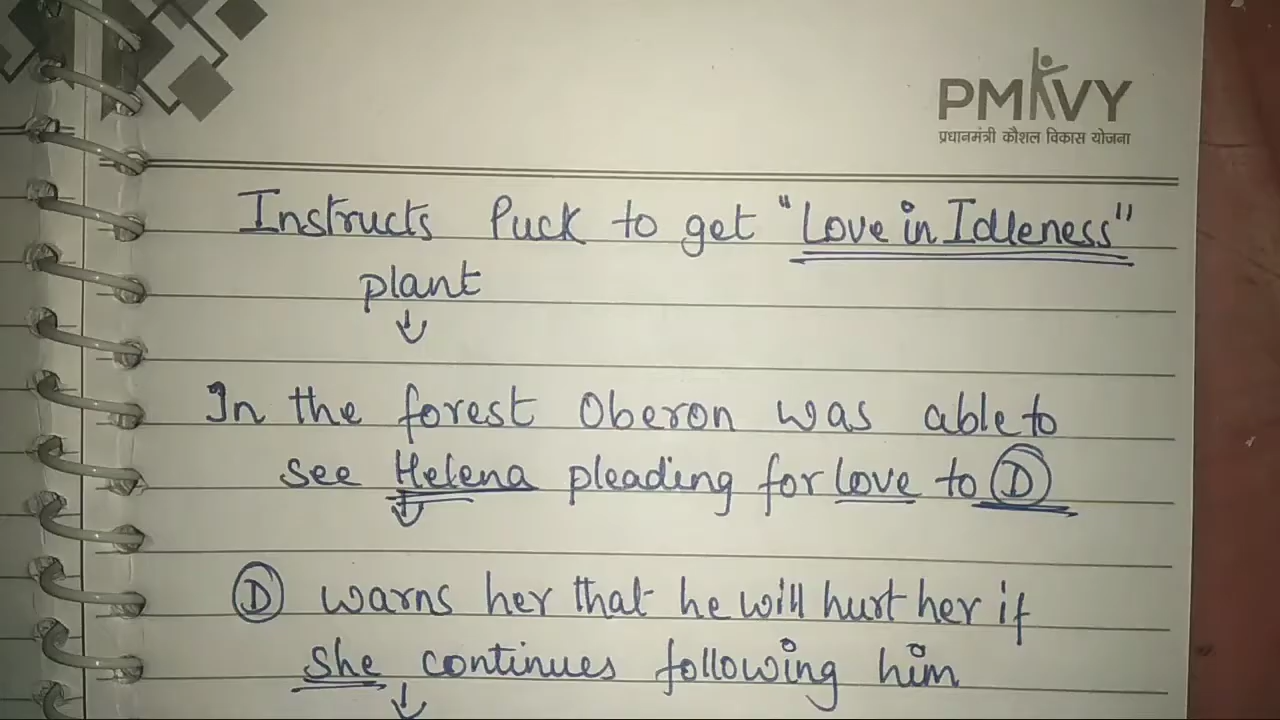 PMKVY
प्रधानमंत्री कौशल विकास योजना
Instructs Puck to get "Love in Idleness"
plant
In the forest Oberon was able to
see Helena pleading for love to D
D warns her that he will hurt her if
she continues following him